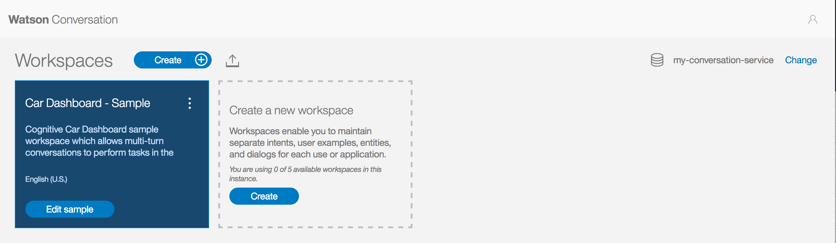 Watson Conversation
Workspaces
Create
my-conversation-service
Change
Car Dashboard - Sample
Cognitive Car Dashboard sample
workspace which allows multi-turn
conversations to perform tasks in the
English (U.S.)
Edit sample
Create a new workspace
Workspaces enable you to maintain
separate intents, user examples, entities,
and dialogs for each use or application.
You are using 0 of 5 available workspaces in this
instance.
Create